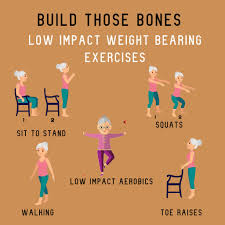 BUILD THOSE BONES
LOW IMPACT WEIGHT BEARING
EXERCISES
1 2
SIT TO STAND
1 2
SQUATS
LOW IMPACT AEROBICS
WALKING
TOE RAISES